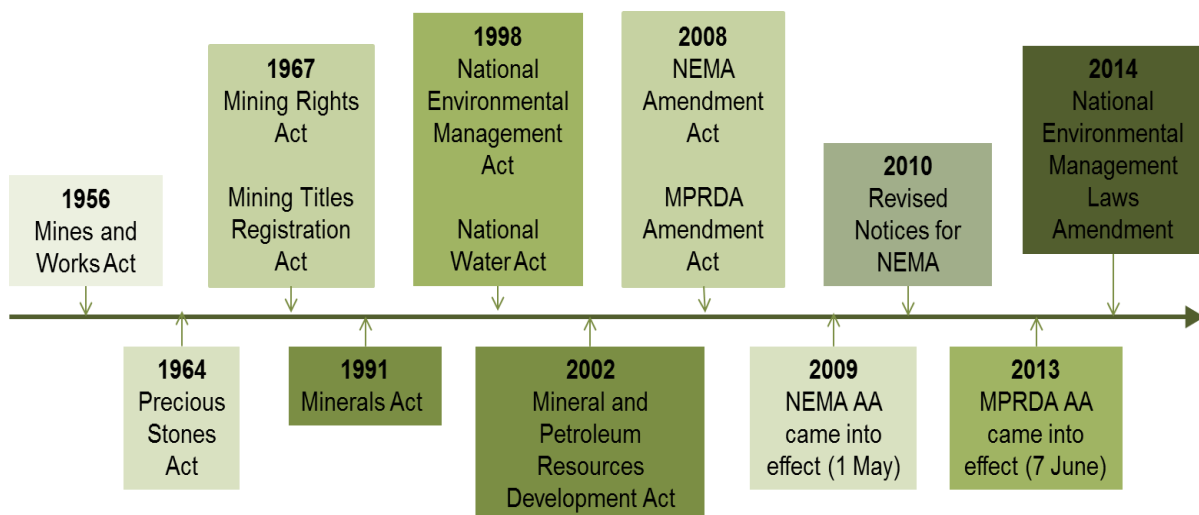 1956
Mines and
Works Act
1964
Precious
Stones
Act
1967
Mining Rights
Act
Mining Titles
Registration
Act
1991
Minerals Act
1998
National
Environmental
Management
Act
National
Water Act
2002
Mineral and
Petroleum
Resources
Development Act
2008
NEMA
Amendment
Act
MPRDA
Amendment
Act
2009
NEMA AA
came into
effect (1 May)
2010
Revised
Notices for
NEMA
2013
MPRDA AA
came into
effect (7 June)
2014
National
Environmental
Management
Laws
Amendment